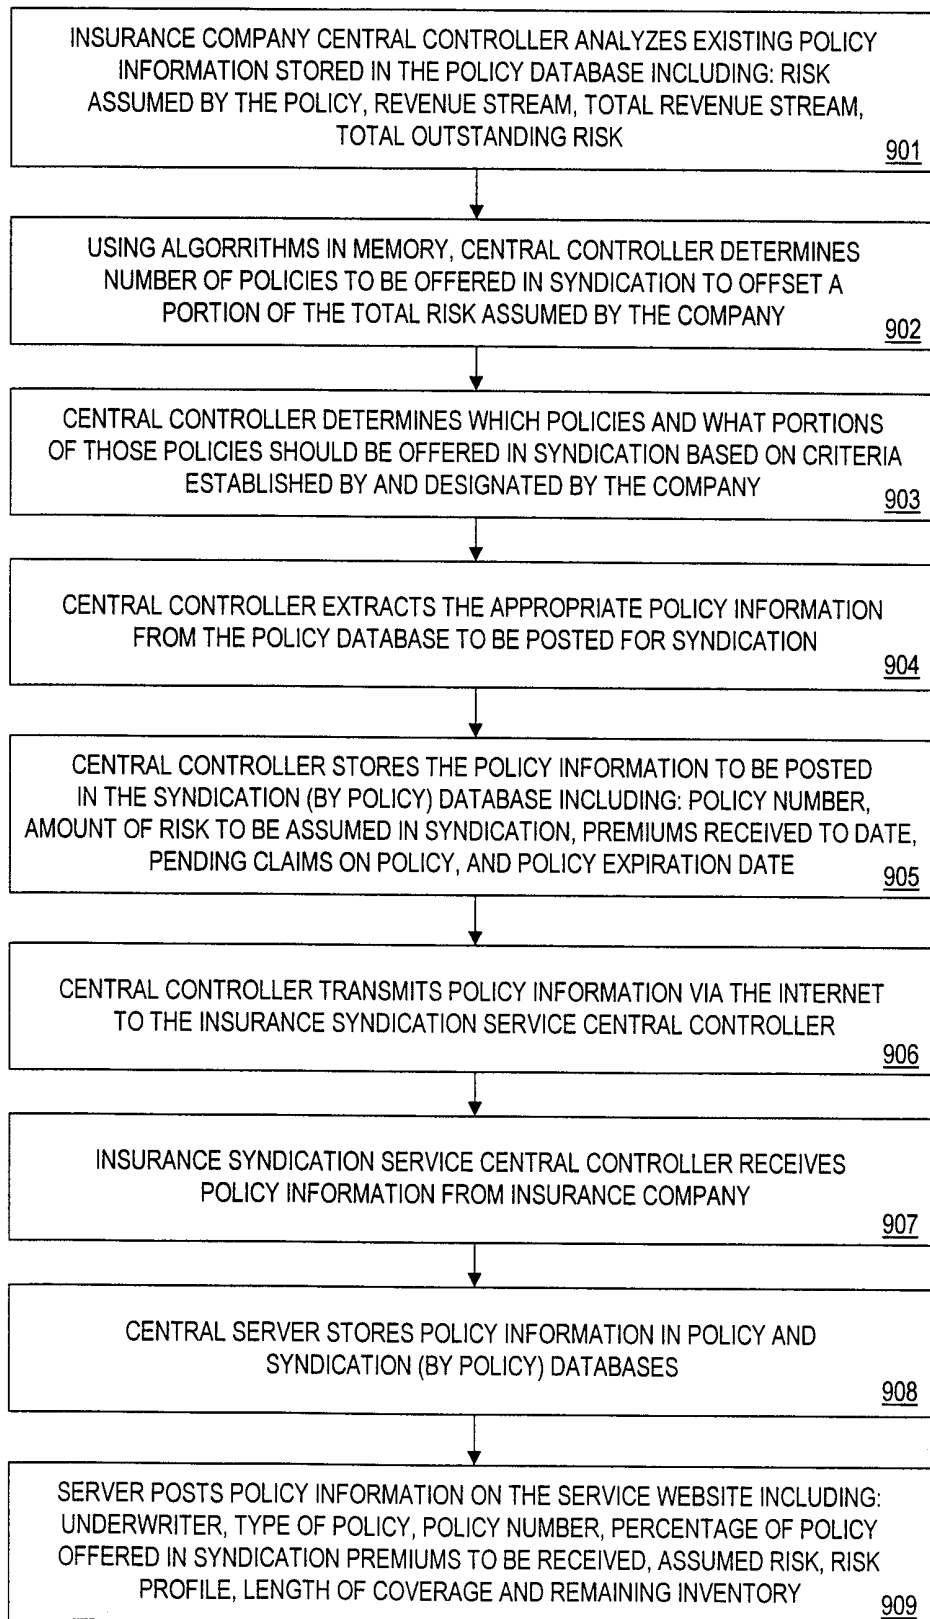 INSURANCE COMPANY CENTRAL CONTROLLER ANALYZES EXISTING POLICY
INFORMATION STORED IN THE POLICY DATABASE INCLUDING: RISK
ASSUMED BY THE POLICY, REVENUE STREAM, TOTAL REVENUE STREAM,
TOTAL OUTSTANDING RISK
901
USING ALGORRITHMS IN MEMORY, CENTRAL CONTROLLER DETERMINES
NUMBER OF POLICIES TO BE OFFERED IN SYNDICATION TO OFFSET A
PORTION OF THE TOTAL RISK ASSUMED BY THE COMPANY
902
CENTRAL CONTROLLER DETERMINES WHICH POLICIES AND WHAT PORTIONS
OF THOSE POLICIES SHOULD BE OFFERED IN SYNDICATION BASED ON CRITERIA
ESTABLISHED BY AND DESIGNATED BY THE COMPANY
903
CENTRAL CONTROLLER EXTRACTS THE APPROPRIATE POLICY INFORMATION
FROM THE POLICY DATABASE TO BE POSTED FOR SYNDICATION
904
CENTRAL CONTROLLER STORES THE POLICY INFORMATION TO BE POSTED
IN THE SYNDICATION (BY POLICY) DATABASE INCLUDING: POLICY NUMBER,
AMOUNT OF RISK TO BE ASSUMED IN SYNDICATION, PREMIUMS RECEIVED TO DATE,
PENDING CLAIMS ON POLICY, AND POLICY EXPIRATION DATE
905
CENTRAL CONTROLLER TRANSMITS POLICY INFORMATION VIA THE INTERNET
TO THE INSURANCE SYNDICATION SERVICE CENTRAL CONTROLLER
906
INSURANCE SYNDICATION SERVICE CENTRAL CONTROLLER RECEIVES
POLICY INFORMATION FROM INSURANCE COMPANY
907
CENTRAL SERVER STORES POLICY INFORMATION IN POLICY AND
SYNDICATION (BY POLICY) DATABASES
908
SERVER POSTS POLICY INFORMATION ON THE SERVICE WEBSITE INCLUDING:
UNDERWRITER, TYPE OF POLICY, POLICY NUMBER, PERCENTAGE OF POLICY
OFFERED IN SYNDICATION PREMIUMS TO BE RECEIVED, ASSUMED RISK, RISK
PROFILE, LENGTH OF COVERAGE AND REMAINING INVENTORY
909